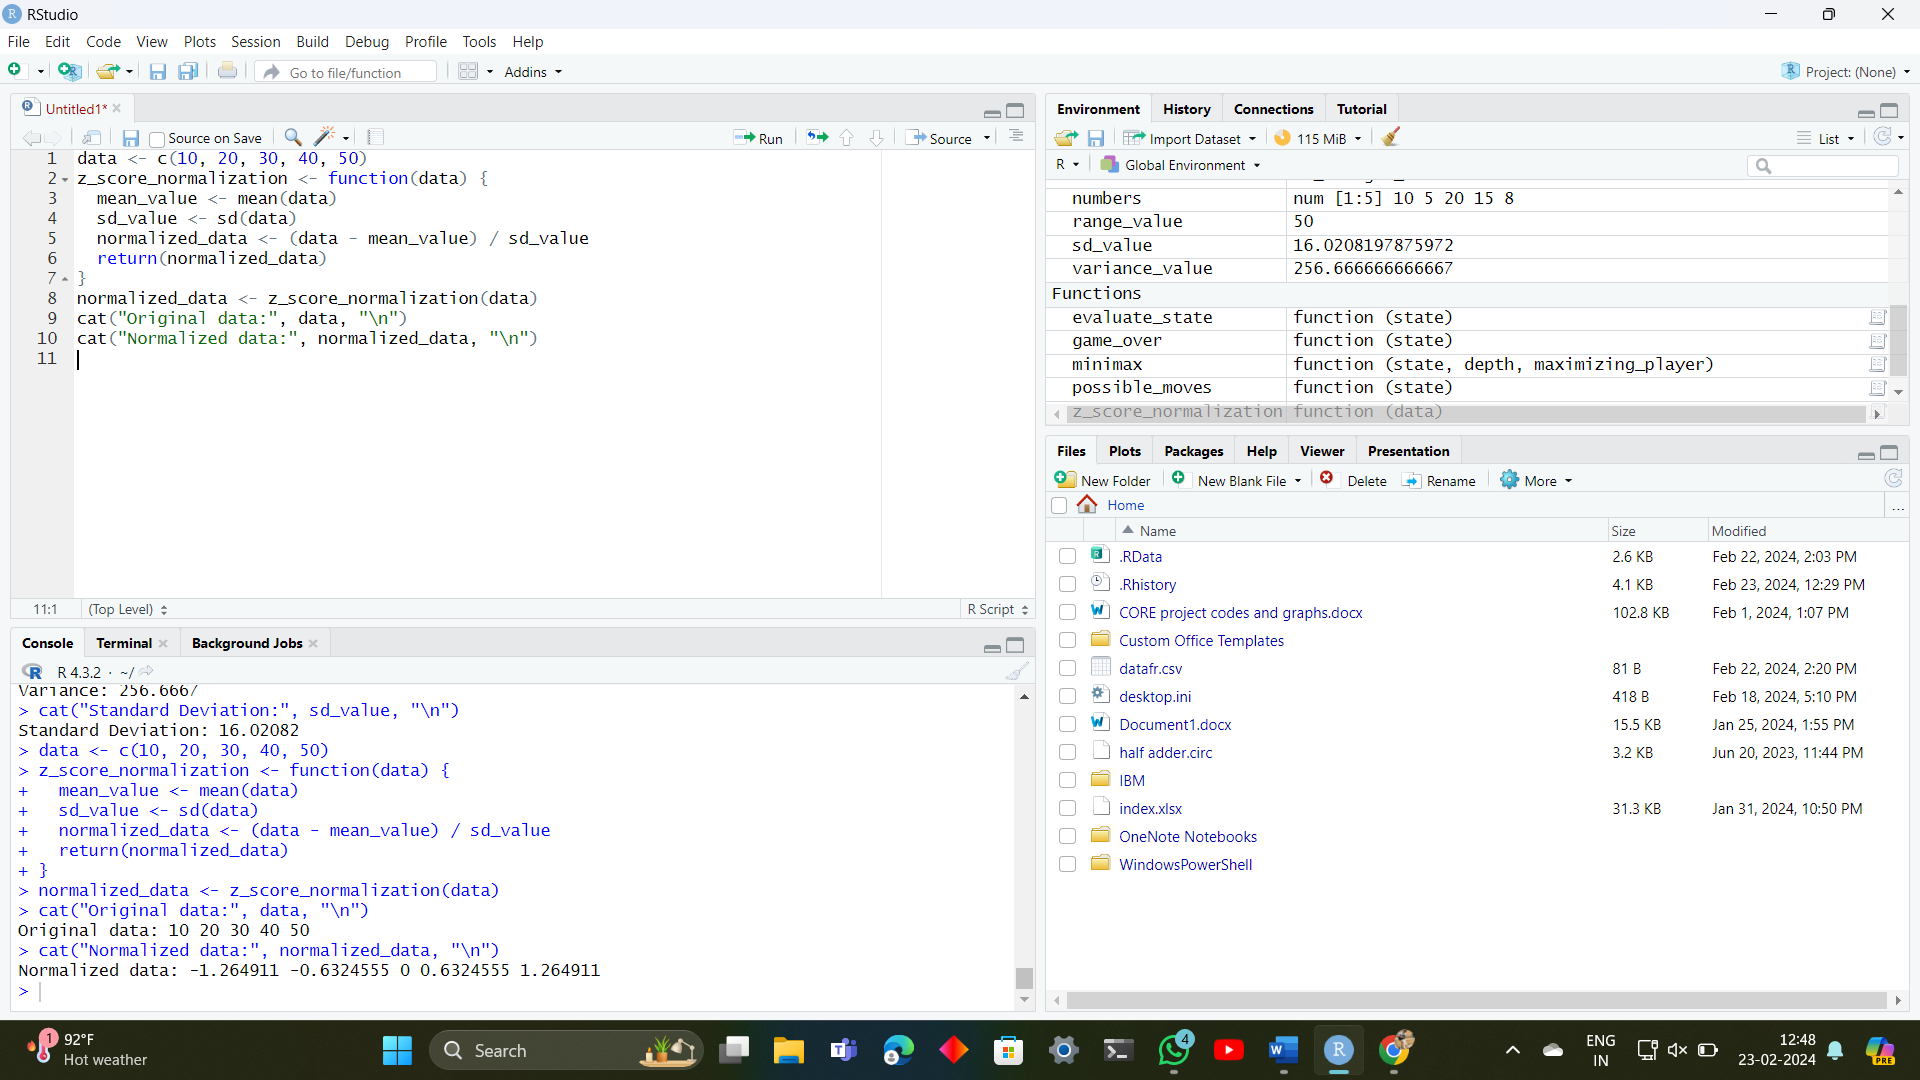 RStudio
File Edit Code View Plots Session Build Debug Profile Tools Help
Go to file/function Addins Project: (None)
Untitled1*
Source on Save Run Source
1 data <- c(10, 20, 30, 40, 50)
2 z_score_normalization <- function(data) {
3 mean_value <- mean(data)
4 sd_value <- sd(data)
5 normalized_data <- (data - mean_value) / sd_value
6 return(normalized_data)
7 }
8 normalized_data <- z_score_normalization(data)
9 cat("Original data:", data, "\n")
10 cat("Normalized data:", normalized_data, "\n")
11
11:1 (Top Level) R Script
Console Terminal Background Jobs
R 4.3.2 · ~/
Variance: 256.6667
> cat("Standard Deviation:", sd_value, "\n")
Standard Deviation: 16.02082
> data <- c(10, 20, 30, 40, 50)
> z_score_normalization <- function(data) {
+ mean_value <- mean(data)
+ sd_value <- sd(data)
+ normalized_data <- (data - mean_value) / sd_value
+ return(normalized_data)
+ }
> normalized_data <- z_score_normalization(data)
> cat("Original data:", data, "\n")
Original data: 10 20 30 40 50
> cat("Normalized data:", normalized_data, "\n")
Normalized data: -1.264911 -0.6324555 0 0.6324555 1.264911
>
Environment History Connections Tutorial
Import Dataset 115 MiB List
R Global Environment
numbers num [1:5] 10 5 20 15 8
range_value 50
sd_value 16.0208197875972
variance_value 256.666666666667
Functions
evaluate_state function (state)
game_over function (state)
minimax function (state, depth, maximizing_player)
possible_moves function (state)
z_score_normalization function (data)
Files Plots Packages Help Viewer Presentation
New Folder New Blank File Delete Rename More
Home ...
Name Size Modified
.RData 2.6 KB Feb 22, 2024, 2:03 PM
.Rhistory 4.1 KB Feb 23, 2024, 12:29 PM
CORE project codes and graphs.docx 102.8 KB Feb 1, 2024, 1:07 PM
Custom Office Templates
datafr.csv 81 B Feb 22, 2024, 2:20 PM
desktop.ini 418 B Feb 18, 2024, 5:10 PM
Document1.docx 15.5 KB Jan 25, 2024, 1:55 PM
half adder.circ 3.2 KB Jun 20, 2023, 11:44 PM
IBM
index.xlsx 31.3 KB Jan 31, 2024, 10:50 PM
OneNote Notebooks
WindowsPowerShell
1 92°F
Hot weather
Search
4
ENG
IN
12:48
23-02-2024
PRE